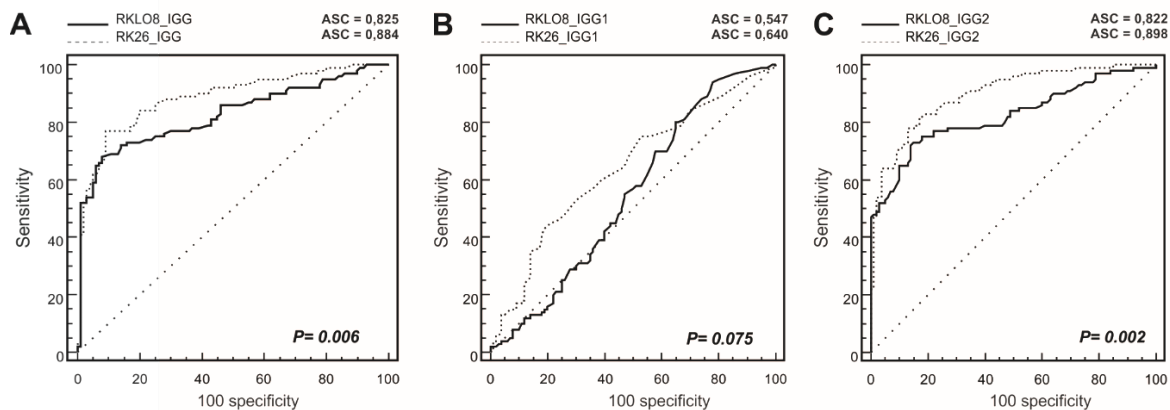 A
RKLO8_IGG
ASC = 0,825
RK26_IGG
ASC = 0,884
Sensitivity
100
80
60
40
20
0
P= 0.006
0 20 40 60 80 100
100 specificity
B
RKLO8_IGG1
ASC = 0,547
RK26_IGG1
ASC = 0,640
Sensitivity
100
80
60
40
20
0
P= 0.075
0 20 40 60 80 100
100 specificity
C
RKLO8_IGG2
ASC = 0,822
RK26_IGG2
ASC = 0,898
Sensitivity
100
80
60
40
20
0
P= 0.002
0 20 40 60 80 100
100 specificity